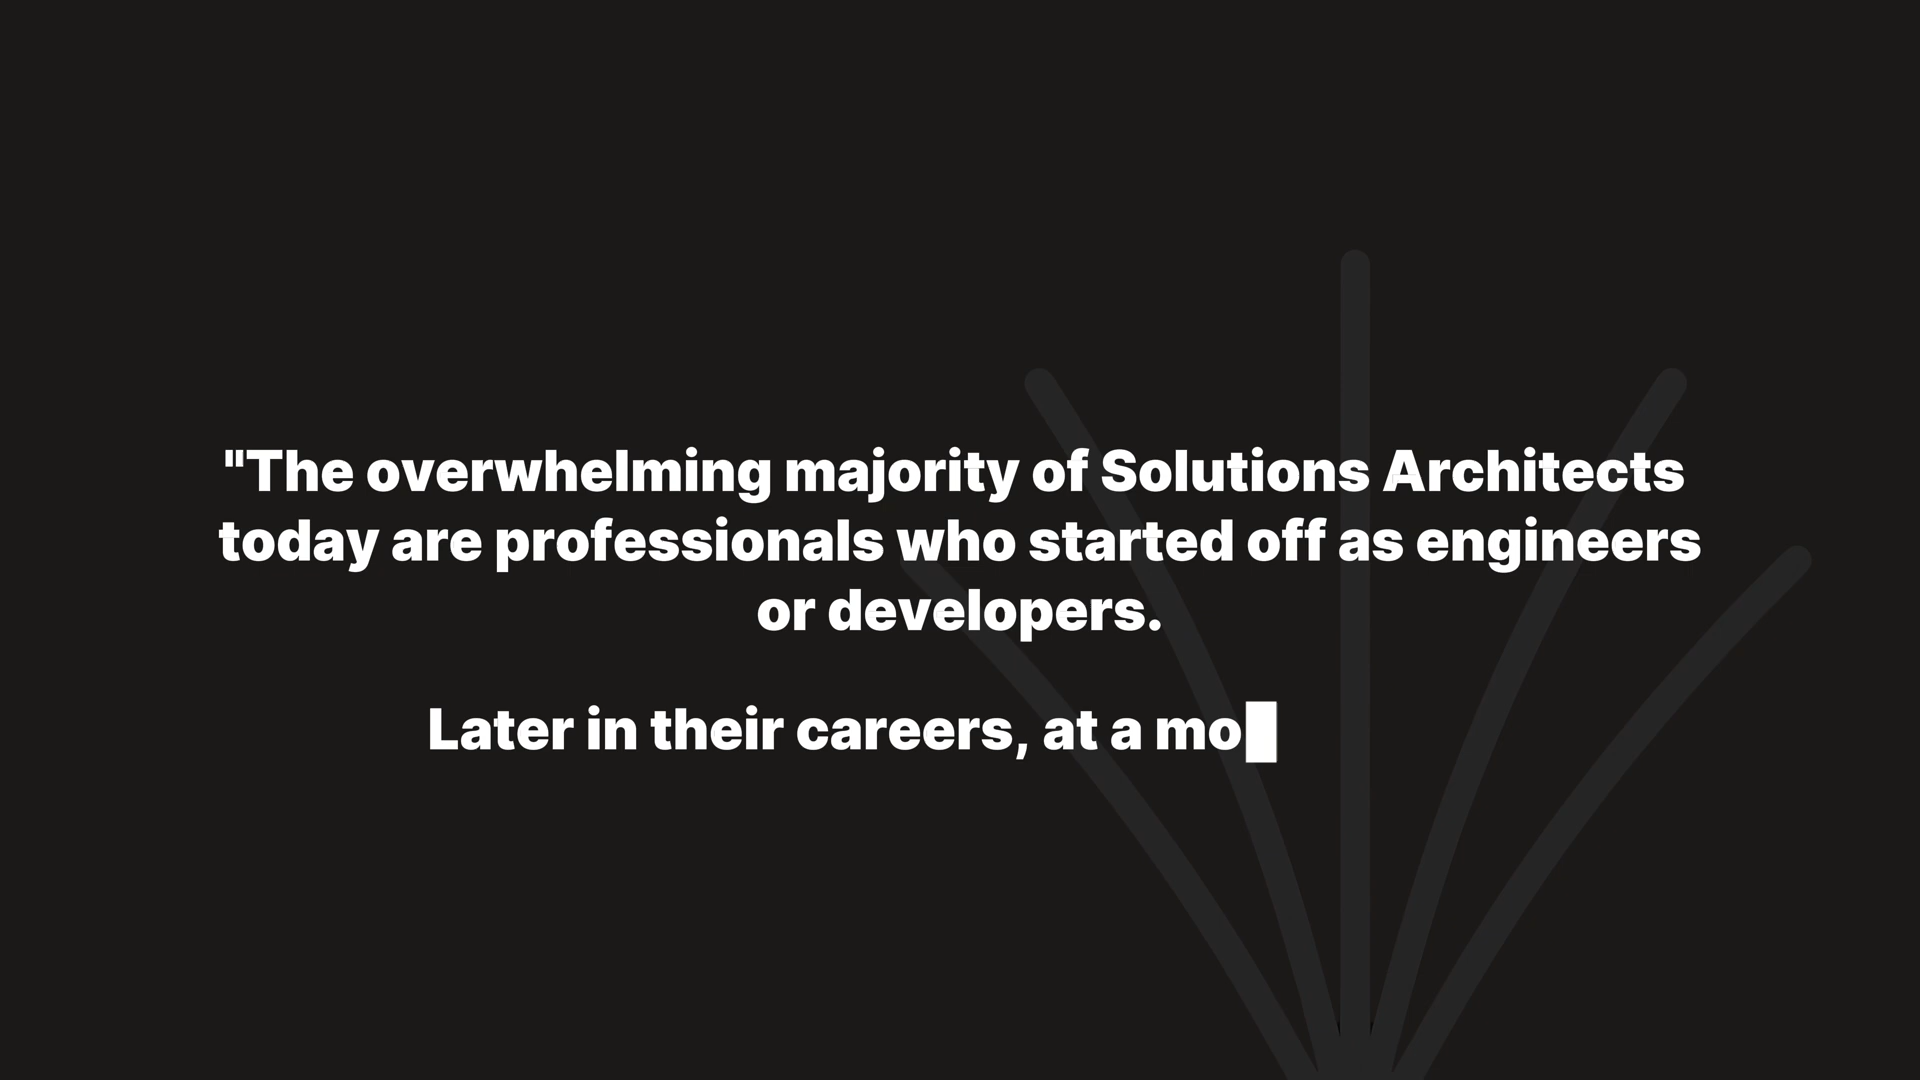 "The overwhelming majority of Solutions Architects
today are professionals who started off as engineers
or developers.
Later in their careers, at a mo